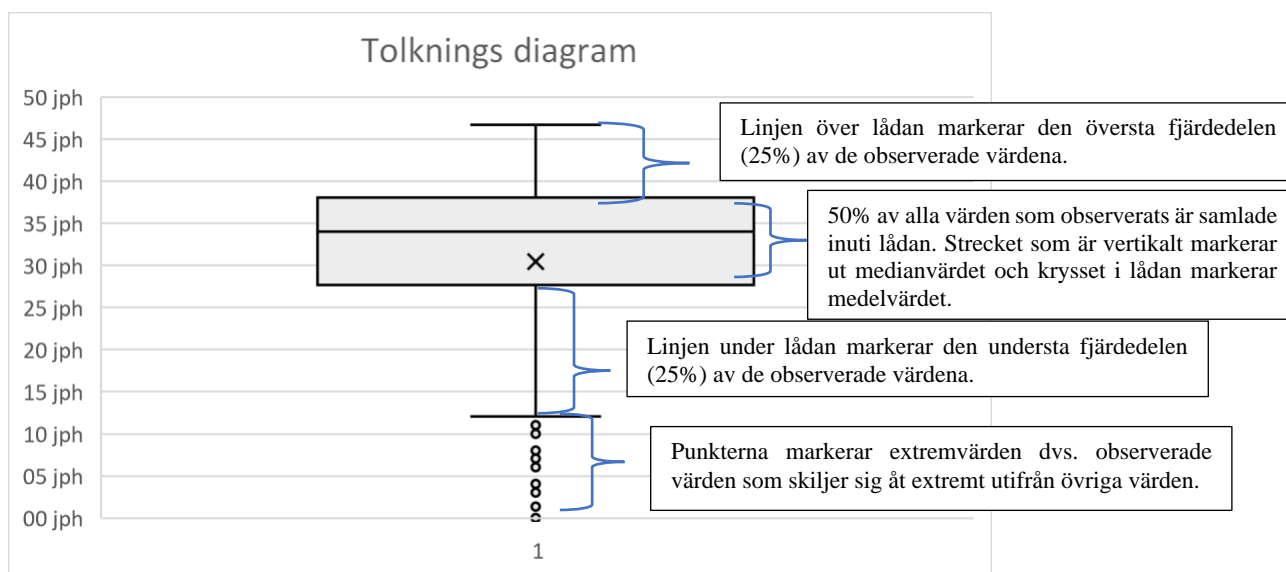 Tolknings diagram
50 jph
45 jph
40 jph
35 jph
30 jph
25 jph
20 jph
15 jph
10 jph
05 jph
00 jph
1
Linjen över lådan markerar den översta fjärdedelen
(25%) av de observerade värdena.
50% av alla värden som observerats är samlade
inuti lådan. Strecket som är vertikalt markerar
ut medianvärdet och krysset i lådan markerar
medelvärdet.
Linjen under lådan markerar den understa fjärdedelen
(25%) av de observerade värdena.
Punkterna markerar extremvärden dvs. observerade
värden som skiljer sig åt extremt utifrån övriga värden.